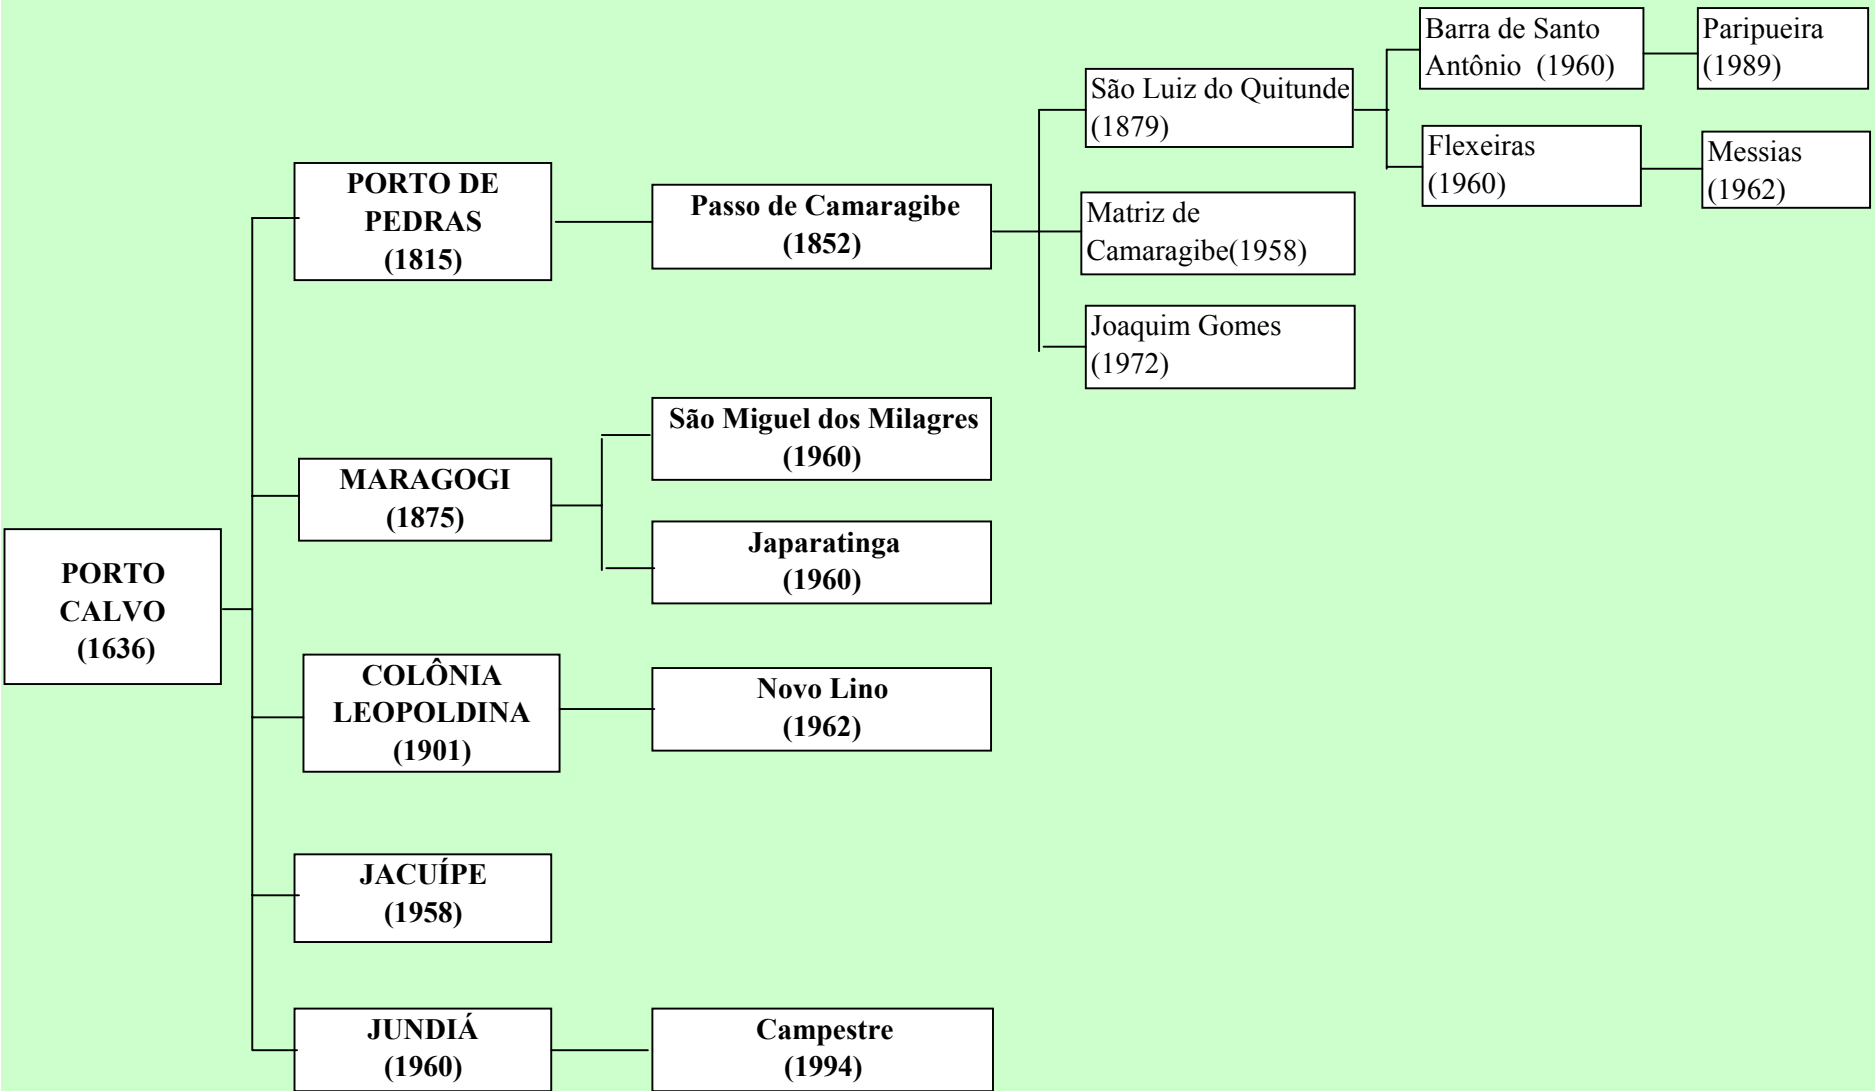 PORTO
CALVO
(1636)
PORTO DE
PEDRAS
(1815)
Passo de Camaragibe
(1852)
São Luiz do Quitunde
(1879)
Barra de Santo
Antônio (1960)
Paripueira
(1989)
Flexeiras
(1960)
Messias
(1962)
Matriz de
Camaragibe(1958)
Joaquim Gomes
(1972)
MARAGOGI
(1875)
São Miguel dos Milagres
(1960)
Japaratinga
(1960)
COLÔNIA
LEOPOLDINA
(1901)
Novo Lino
(1962)
JACUÍPE
(1958)
JUNDIÁ
(1960)
Campestre
(1994)